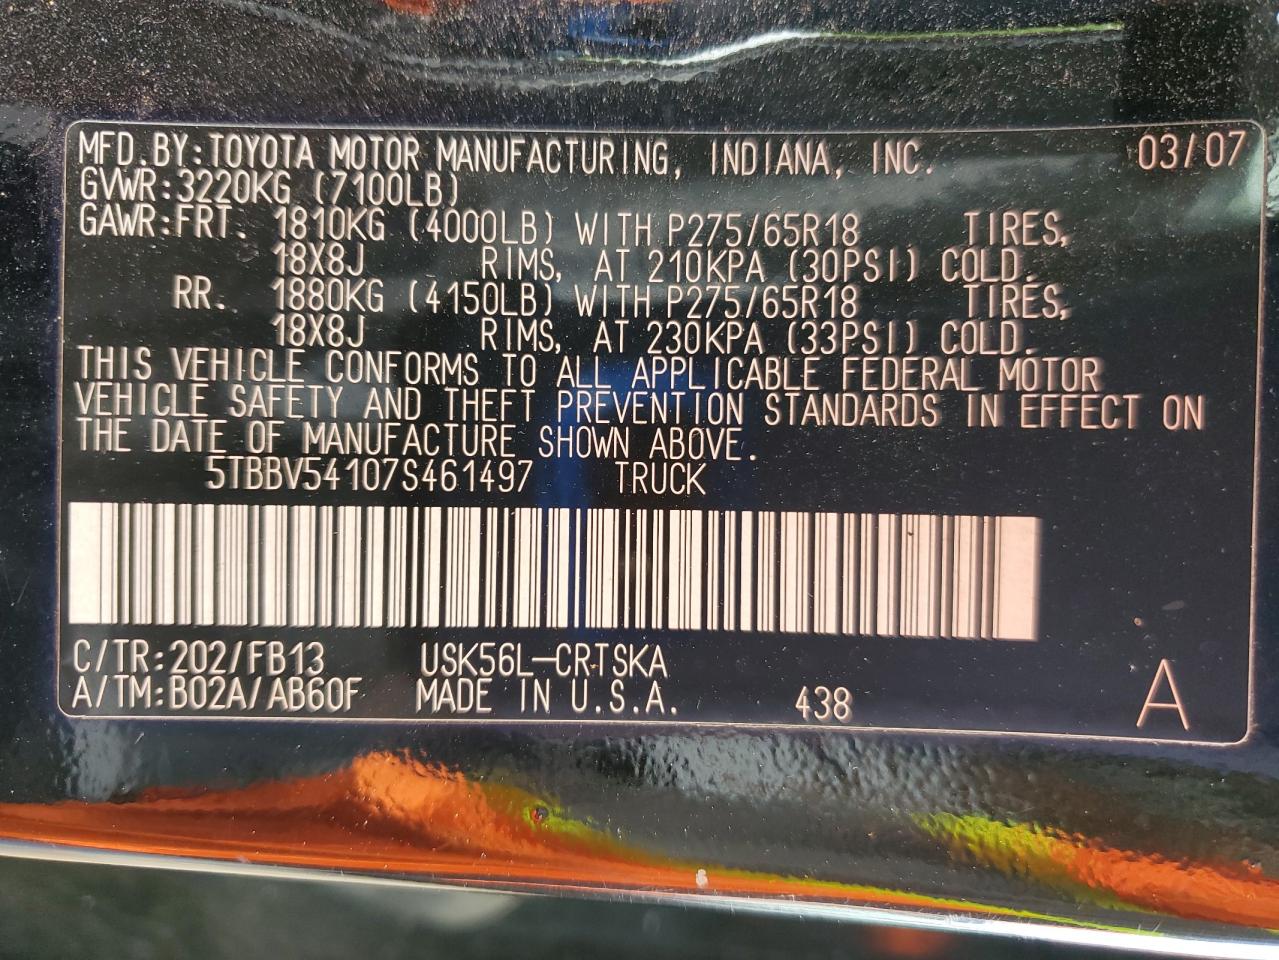 MFD.BY:TOYOTA MOTOR MANUFACTURING, INDIANA, INC. 03/07
GVWR:3220KG (7100LB)
GAWR:FRT. 1810KG (4000LB) WITH P275/65R18 TIRES,
18X8J RIMS, AT 210KPA (30PSI) COLD.
RR. 1880KG (4150LB) WITH P275/65R18 TIRES,
18X8J RIMS, AT 230KPA (33PSI) COLD.
THIS VEHICLE CONFORMS TO ALL APPLICABLE FEDERAL MOTOR
VEHICLE SAFETY AND THEFT PREVENTION STANDARDS IN EFFECT ON
THE DATE OF MANUFACTURE SHOWN ABOVE.
5TBBV54107S461497 TRUCK
C/TR:202/FB13 USK56L-CRTSKA
A/TM:B02A/AB60F MADE IN U.S.A. 438 A